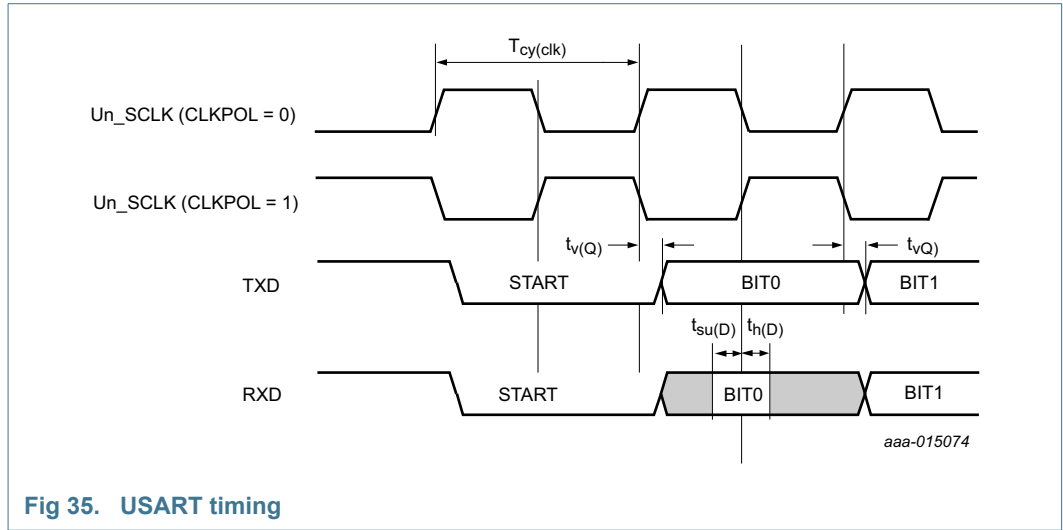 Tcy(clk)
Un_SCLK (CLKPOL = 0)
Un_SCLK (CLKPOL = 1)
tv(Q) tvQ)
TXD START BIT0 BIT1
tsu(D) th(D)
RXD START BIT0 BIT1
aaa-015074
Fig 35. USART timing